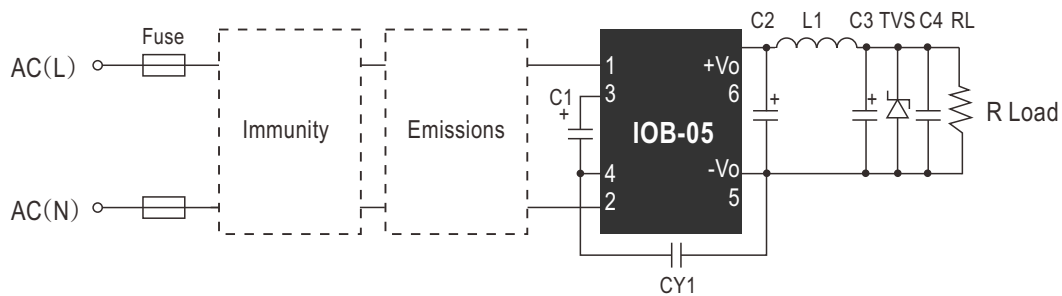 C2 L1 C3 TVS C4 RL
Fuse
AC(L)
1 +Vo
3 6
C1
+
+
+
Immunity
Emissions
IOB-05
R Load
4 -Vo
5
AC(N)
2
CY1